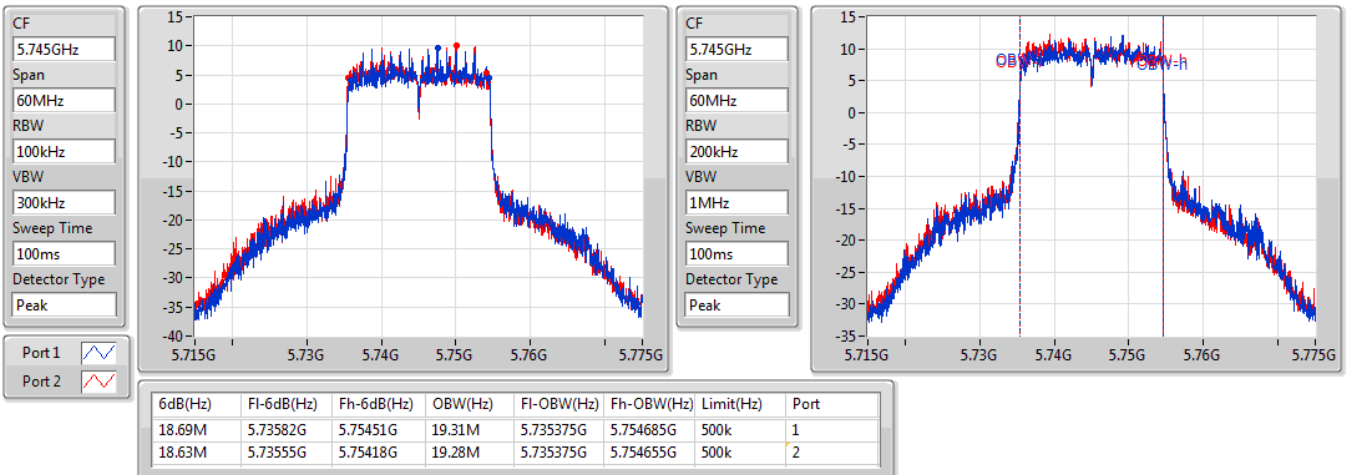 CF
5.745GHz
Span
60MHz
RBW
100kHz
VBW
300kHz
Sweep Time
100ms
Detector Type
Peak
Port 1
Port 2
15
10
5
0
-5
-10
-15
-20
-25
-30
-35
-40
5.715G 5.73G 5.74G 5.75G 5.76G 5.775G
CF
5.745GHz
Span
60MHz
RBW
200kHz
VBW
1MHz
Sweep Time
100ms
Detector Type
Peak
15
10
5
0
-5
-10
-15
-20
-25
-30
-35
OBW-h
5.715G 5.73G 5.74G 5.75G 5.76G 5.775G
6dB(Hz) Fl-6dB(Hz) Fh-6dB(Hz) OBW(Hz) Fl-OBW(Hz) Fh-OBW(Hz) Limit(Hz) Port
18.69M 5.73582G 5.75451G 19.31M 5.735375G 5.754685G 500k 1
18.63M 5.73555G 5.75418G 19.28M 5.735375G 5.754655G 500k 2